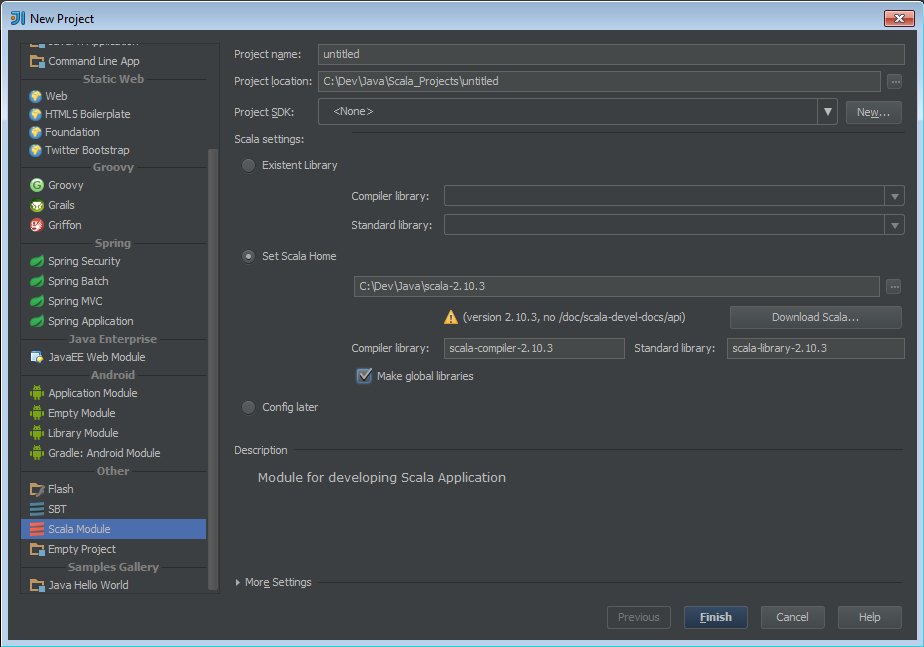 New Project
Command Line App
Static Web
Web
HTML5 Boilerplate
Foundation
Twitter Bootstrap
Groovy
Groovy
Grails
Griffon
Spring
Spring Security
Spring Batch
Spring MVC
Spring Application
Java Enterprise
JavaEE Web Module
Android
Application Module
Empty Module
Library Module
Gradle: Android Module
Other
Flash
SBT
Scala Module
Empty Project
Samples Gallery
Java Hello World
Project name: untitled
Project location: C:\Dev\Java\Scala_Projects\untitled ...
Project SDK: <None> New...
Scala settings:
Existent Library
Compiler library:
Standard library:
Set Scala Home
C:\Dev\Java\scala-2.10.3 ...
(version 2.10.3, no /doc/scala-devel-docs/api) Download Scala...
Compiler library: scala-compiler-2.10.3 Standard library: scala-library-2.10.3
Make global libraries
Config later
Description
Module for developing Scala Application
More Settings
Previous Finish Cancel Help